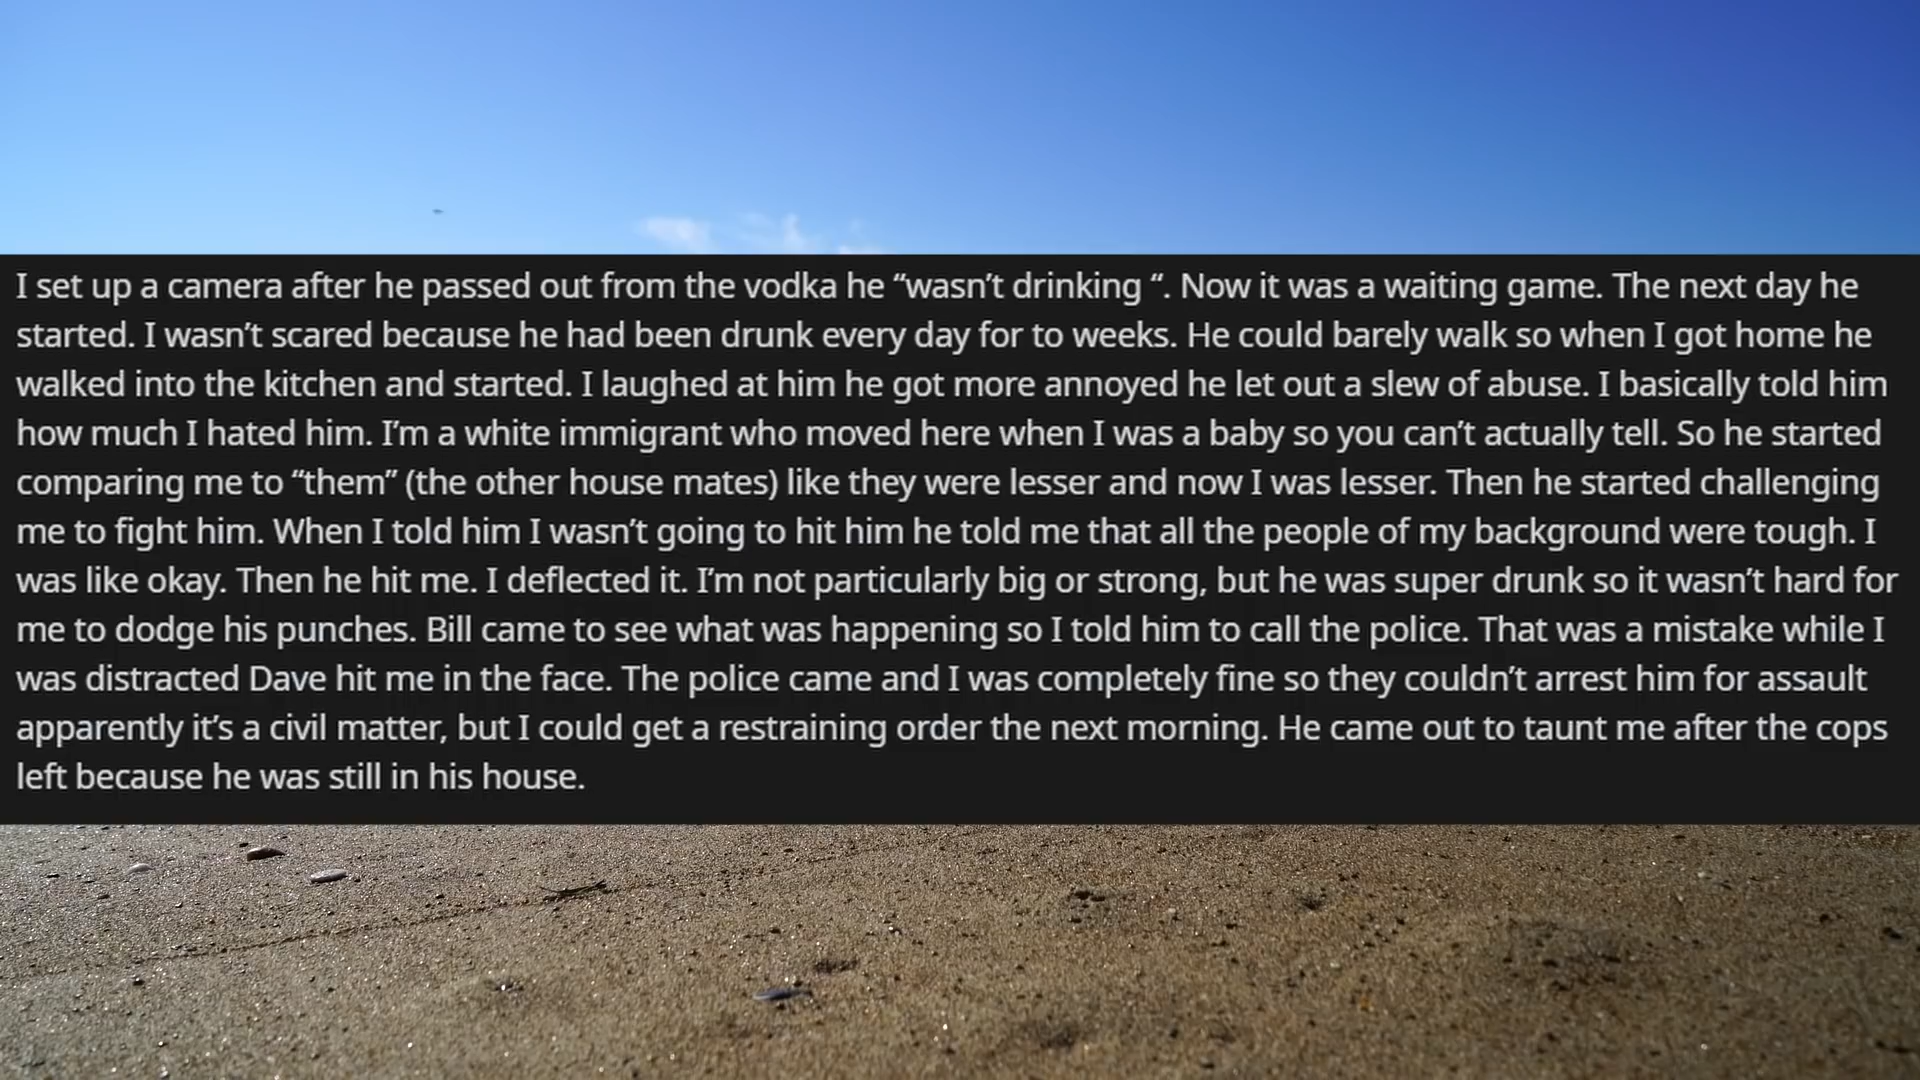 I set up a camera after he passed out from the vodka he “wasn’t drinking “. Now it was a waiting game. The next day he
started. I wasn’t scared because he had been drunk every day for to weeks. He could barely walk so when I got home he
walked into the kitchen and started. I laughed at him he got more annoyed he let out a slew of abuse. I basically told him
how much I hated him. I’m a white immigrant who moved here when I was a baby so you can’t actually tell. So he started
comparing me to “them” (the other house mates) like they were lesser and now I was lesser. Then he started challenging
me to fight him. When I told him I wasn’t going to hit him he told me that all the people of my background were tough. I
was like okay. Then he hit me. I deflected it. I’m not particularly big or strong, but he was super drunk so it wasn’t hard for
me to dodge his punches. Bill came to see what was happening so I told him to call the police. That was a mistake while I
was distracted Dave hit me in the face. The police came and I was completely fine so they couldn’t arrest him for assault
apparently it’s a civil matter, but I could get a restraining order the next morning. He came out to taunt me after the cops
left because he was still in his house.